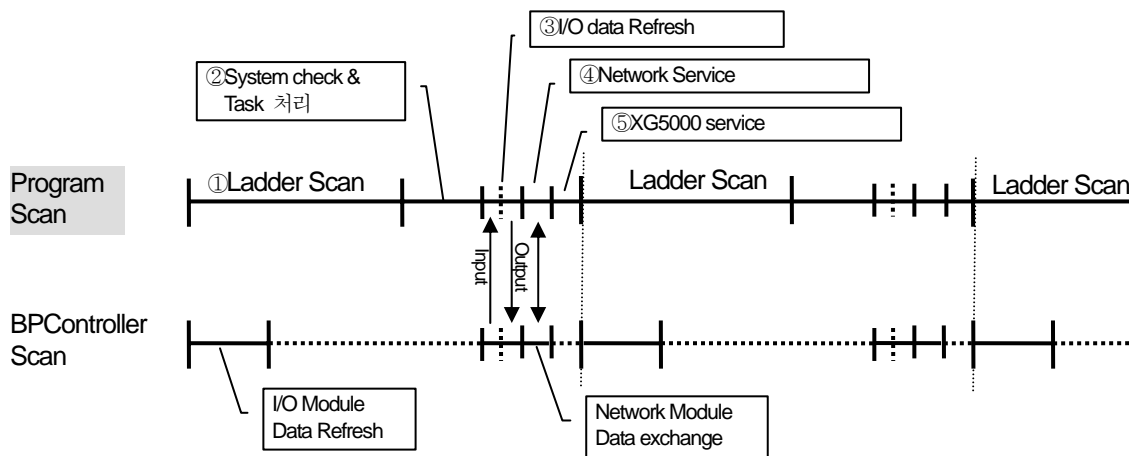 ③I/O data Refresh
②System check &
Task 처리
④Network Service
⑤XG5000 service
Program
Scan
①Ladder Scan
Ladder Scan
Ladder Scan
Input
Output
BPController
Scan
I/O Module
Data Refresh
Network Module
Data exchange